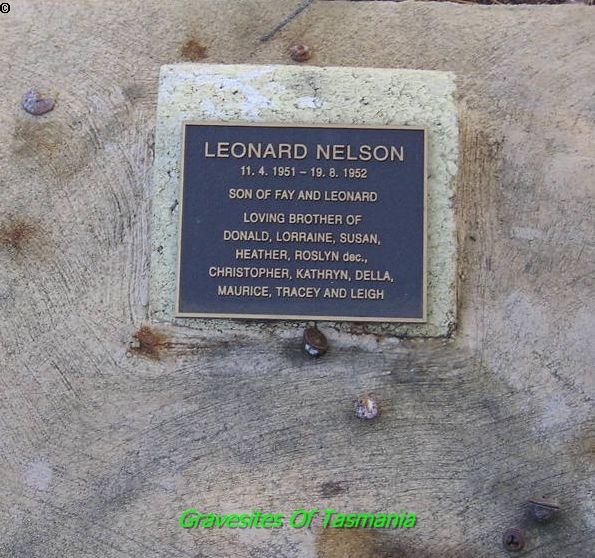 ©
LEONARD NELSON
11. 4. 1951 – 19. 8. 1952
SON OF FAY AND LEONARD
LOVING BROTHER OF
DONALD, LORRAINE, SUSAN,
HEATHER, ROSLYN dec.,
CHRISTOPHER, KATHRYN, DELLA,
MAURICE, TRACEY AND LEIGH
Gravesites Of Tasmania